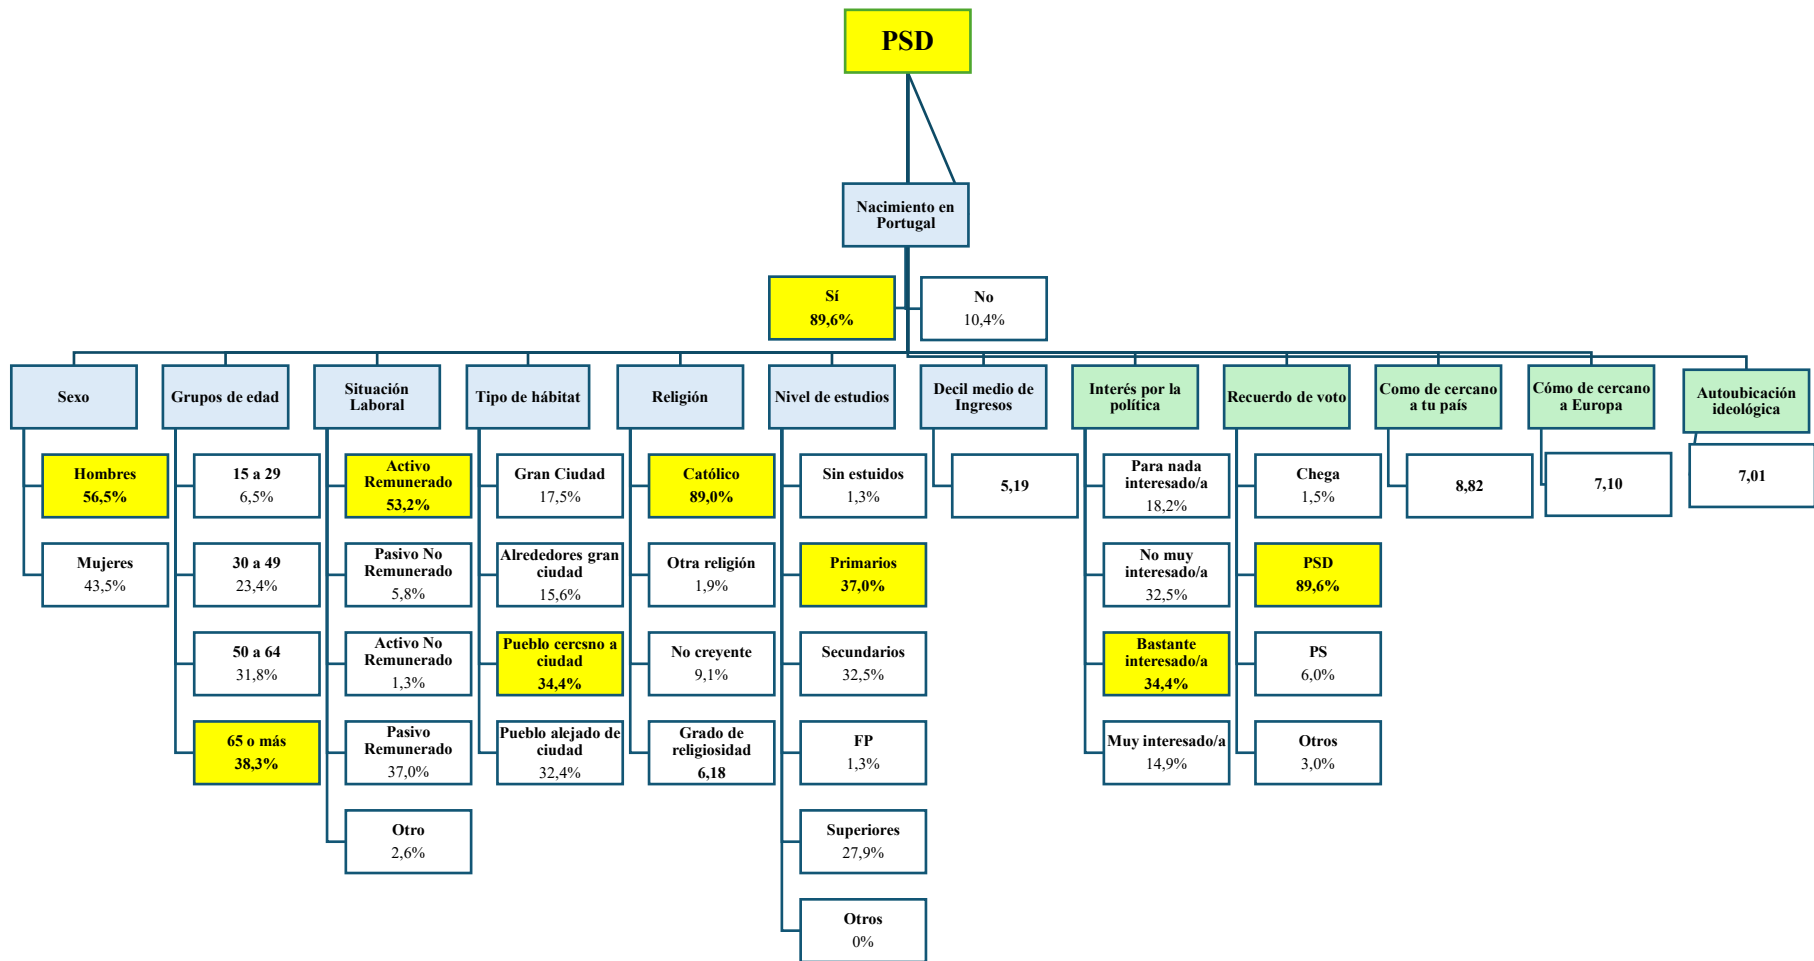 PSD
Nacimiento en
Portugal
Sí
89,6%
No
10,4%
Sexo
Hombres
56,5%
Mujeres
43,5%
Grupos de edad
15 a 29
6,5%
30 a 49
23,4%
50 a 64
31,8%
65 o más
38,3%
Situación
Laboral
Activo
Remunerado
53,2%
Pasivo No
Remunerado
5,8%
Activo No
Remunerado
1,3%
Pasivo
Remunerado
37,0%
Otro
2,6%
Tipo de hábitat
Gran Ciudad
17,5%
Alrededores gran
ciudad
15,6%
Pueblo cercsno a
ciudad
34,4%
Pueblo alejado de
ciudad
32,4%
Religión
Católico
89,0%
Otra religión
1,9%
No creyente
9,1%
Grado de
religiosidad
6,18
Nivel de estudios
Sin estuidos
1,3%
Primarios
37,0%
Secundarios
32,5%
FP
1,3%
Superiores
27,9%
Otros
0%
Decil medio de
Ingresos
5,19
Interés por la
política
Para nada
interesado/a
18,2%
No muy
interesado/a
32,5%
Bastante
interesado/a
34,4%
Muy interesado/a
14,9%
Recuerdo de voto
Chega
1,5%
PSD
89,6%
PS
6,0%
Otros
3,0%
Como de cercano
a tu país
8,82
Cómo de cercano
a Europa
7,10
Autoubicación
ideológica
7,01